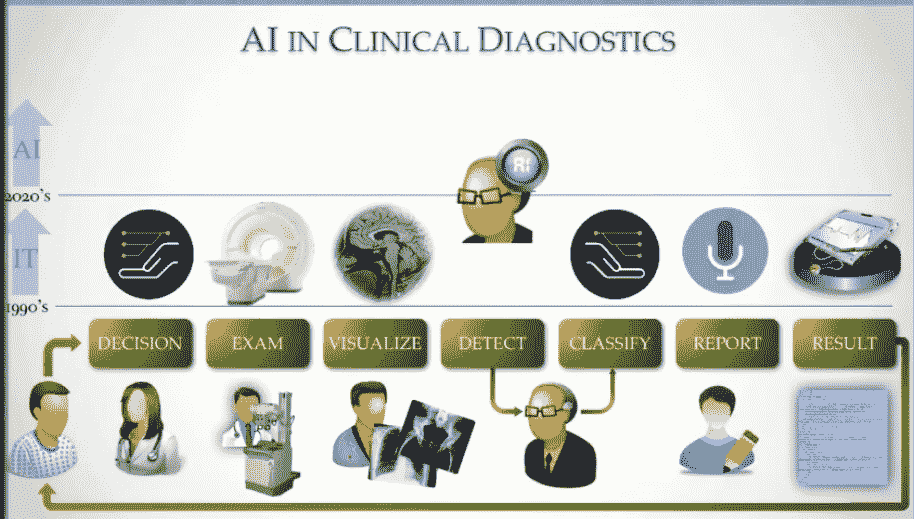 AI IN CLINICAL DIAGNOSTICS
AI
2020's
Rf
IT
1990's
DECISION
EXAM
VISUALIZE
DETECT
CLASSIFY
REPORT
RESULT